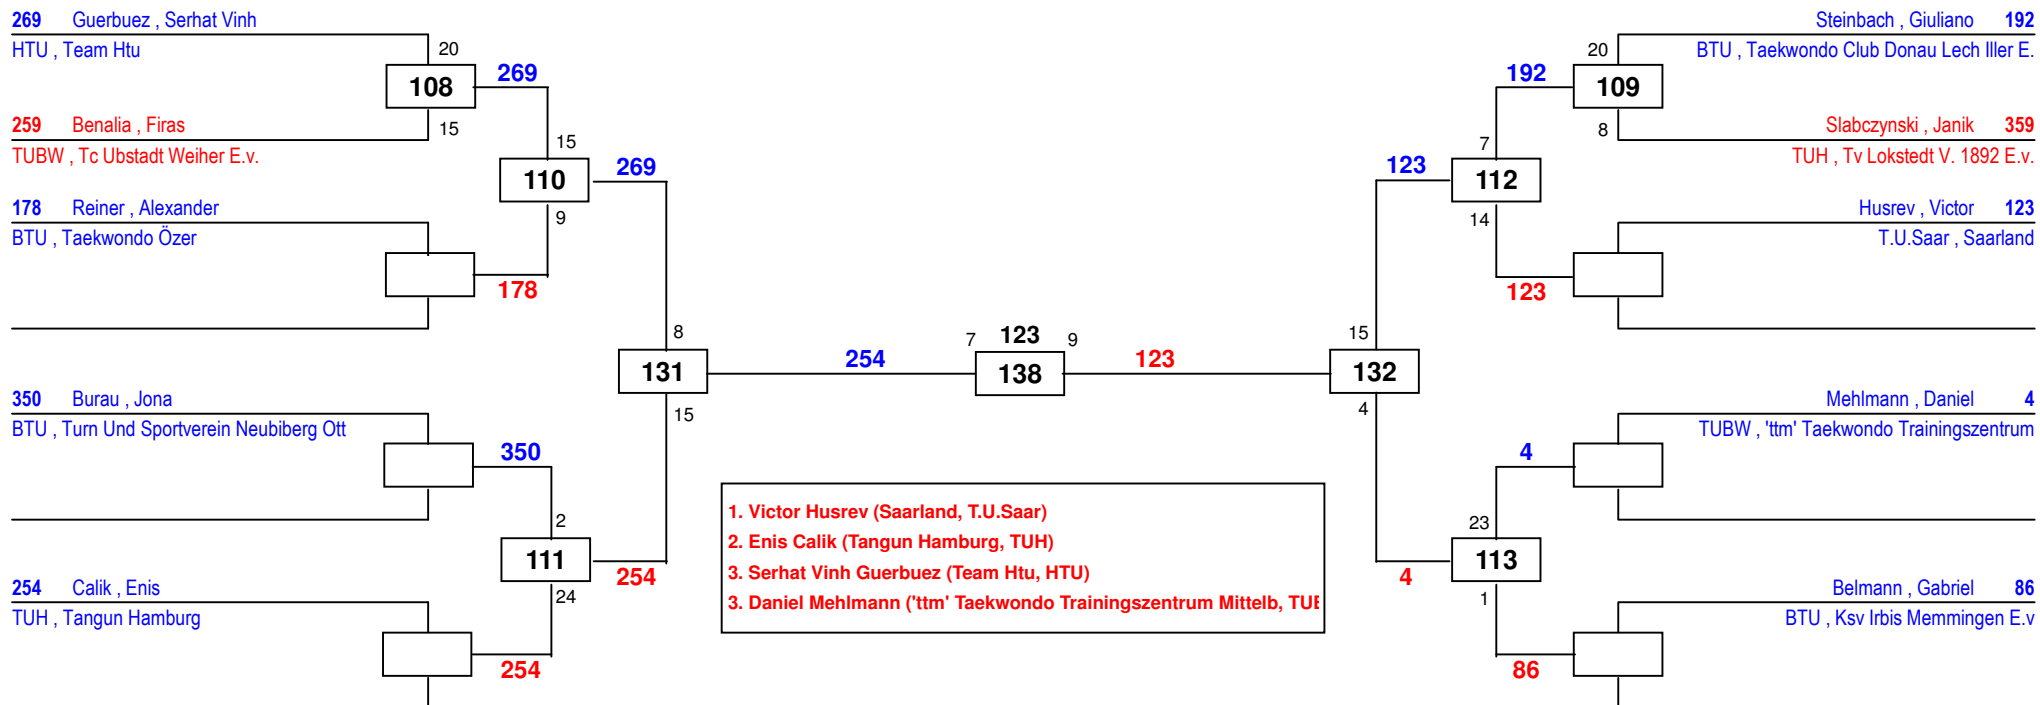 269 Guerbuez , Serhat Vinh
HTU , Team Htu
20
108
269
15
259 Benalia , Firas
TUBW , Tc Ubstadt Weiher E.v.
15
110
269
9
178 Reiner , Alexander
BTU , Taekwondo Özer
178
8
131
254
15
350 Burau , Jona
BTU , Turn Und Sportverein Neubiberg Ott
350
2
111
254
24
254 Calik , Enis
TUH , Tangun Hamburg
254
7 123 9
138
123
1. Victor Husrev (Saarland, T.U.Saar)
2. Enis Calik (Tangun Hamburg, TUH)
3. Serhat Vinh Guerbuez (Team Htu, HTU)
3. Daniel Mehlmann ('ttm' Taekwondo Trainingszentrum Mittelb, TUE
Steinbach , Giuliano 192
BTU , Taekwondo Club Donau Lech Iller E.
20
192
109
8
Slabczynski , Janik 359
TUH , Tv Lokstedt V. 1892 E.v.
7
123
112
14
Husrev , Victor 123
T.U.Saar , Saarland
123
15
132
4
Mehlmann , Daniel 4
TUBW , 'ttm' Taekwondo Trainingszentrum
4
23
113
4
1
Belmann , Gabriel 86
BTU , Ksv Irbis Memmingen E.v
86